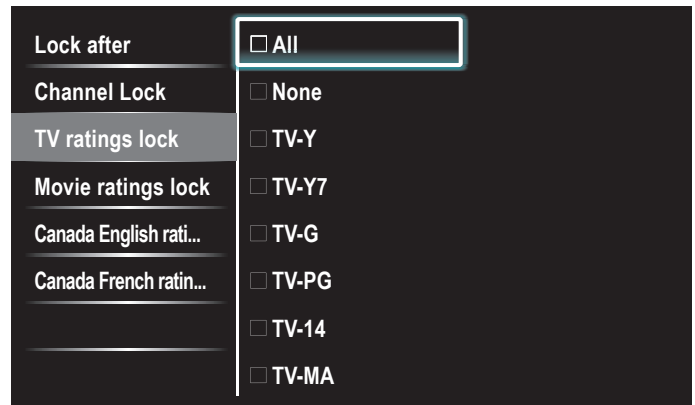 Lock after
Channel Lock
TV ratings lock
Movie ratings lock
Canada English rati...
Canada French ratin...
All
None
TV-Y
TV-Y7
TV-G
TV-PG
TV-14
TV-MA